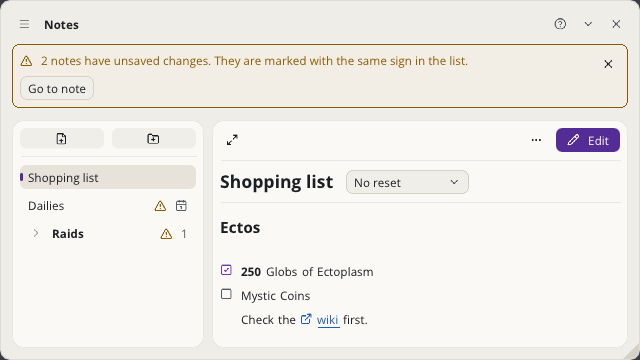 Notes
2 notes have unsaved changes. They are marked with the same sign in the list.
Go to note
Edit
Shopping list
Dailies
Raids 1
Shopping list No reset
Ectos
250 Globs of Ectoplasm
Mystic Coins
Check the wiki first.